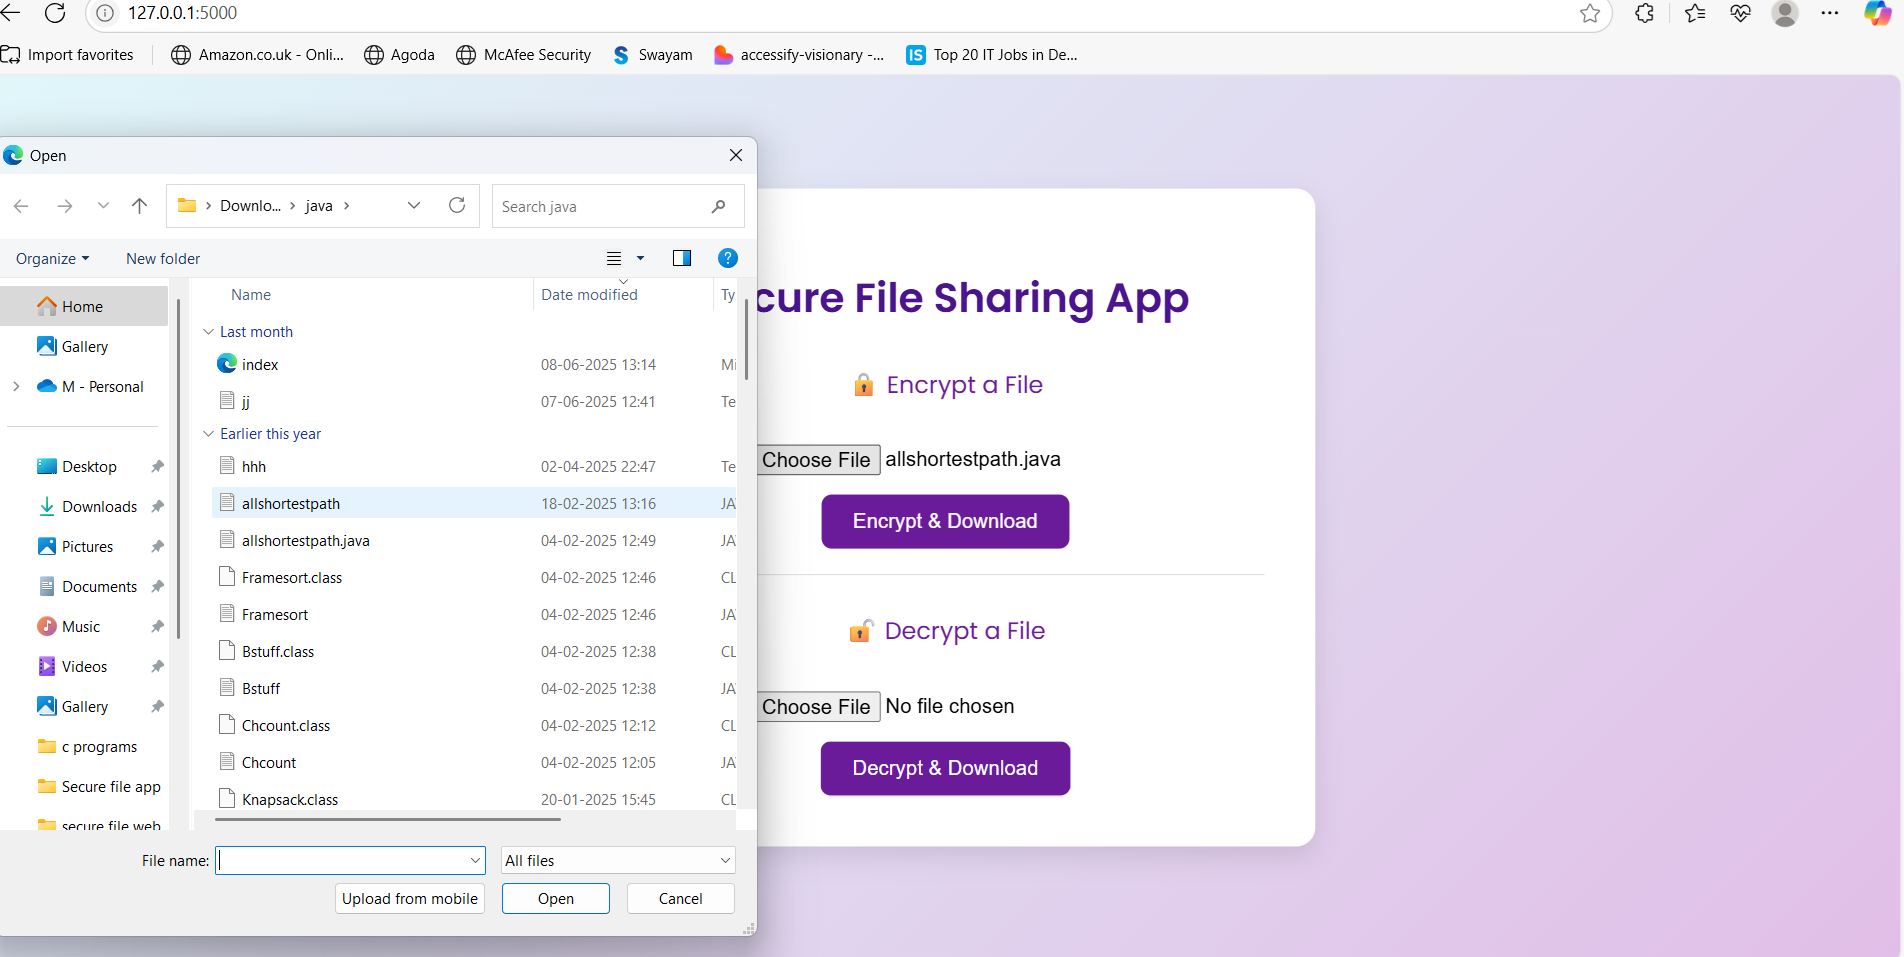 127.0.0.1:5000
Import favorites
Amazon.co.uk - Onli...
Agoda
McAfee Security
Swayam
accessify-visionary -...
IS
Top 20 IT Jobs in De...
Open
Downlo...
java
Search java
Organize
New folder
?
Home
Gallery
M - Personal
Desktop
Downloads
Pictures
Documents
Music
Videos
Gallery
c programs
Secure file app
secure file web
Name Date modified Ty
Last month
index 08-06-2025 13:14 Mi
jj 07-06-2025 12:41 Te
Earlier this year
hhh 02-04-2025 22:47 Te
allshortestpath 18-02-2025 13:16 JA
allshortestpath.java 04-02-2025 12:49 JA
Framesort.class 04-02-2025 12:46 CL
Framesort 04-02-2025 12:46 JA
Bstuff.class 04-02-2025 12:38 CL
Bstuff 04-02-2025 12:38 JA
Chcount.class 04-02-2025 12:12 CL
Chcount 04-02-2025 12:05 JA
Knapsack.class 20-01-2025 15:45 CL
File name:
All files
Upload from mobile
Open
Cancel
cure File Sharing App
Encrypt a File
Choose File allshortestpath.java
Encrypt & Download
Decrypt a File
Choose File No file chosen
Decrypt & Download